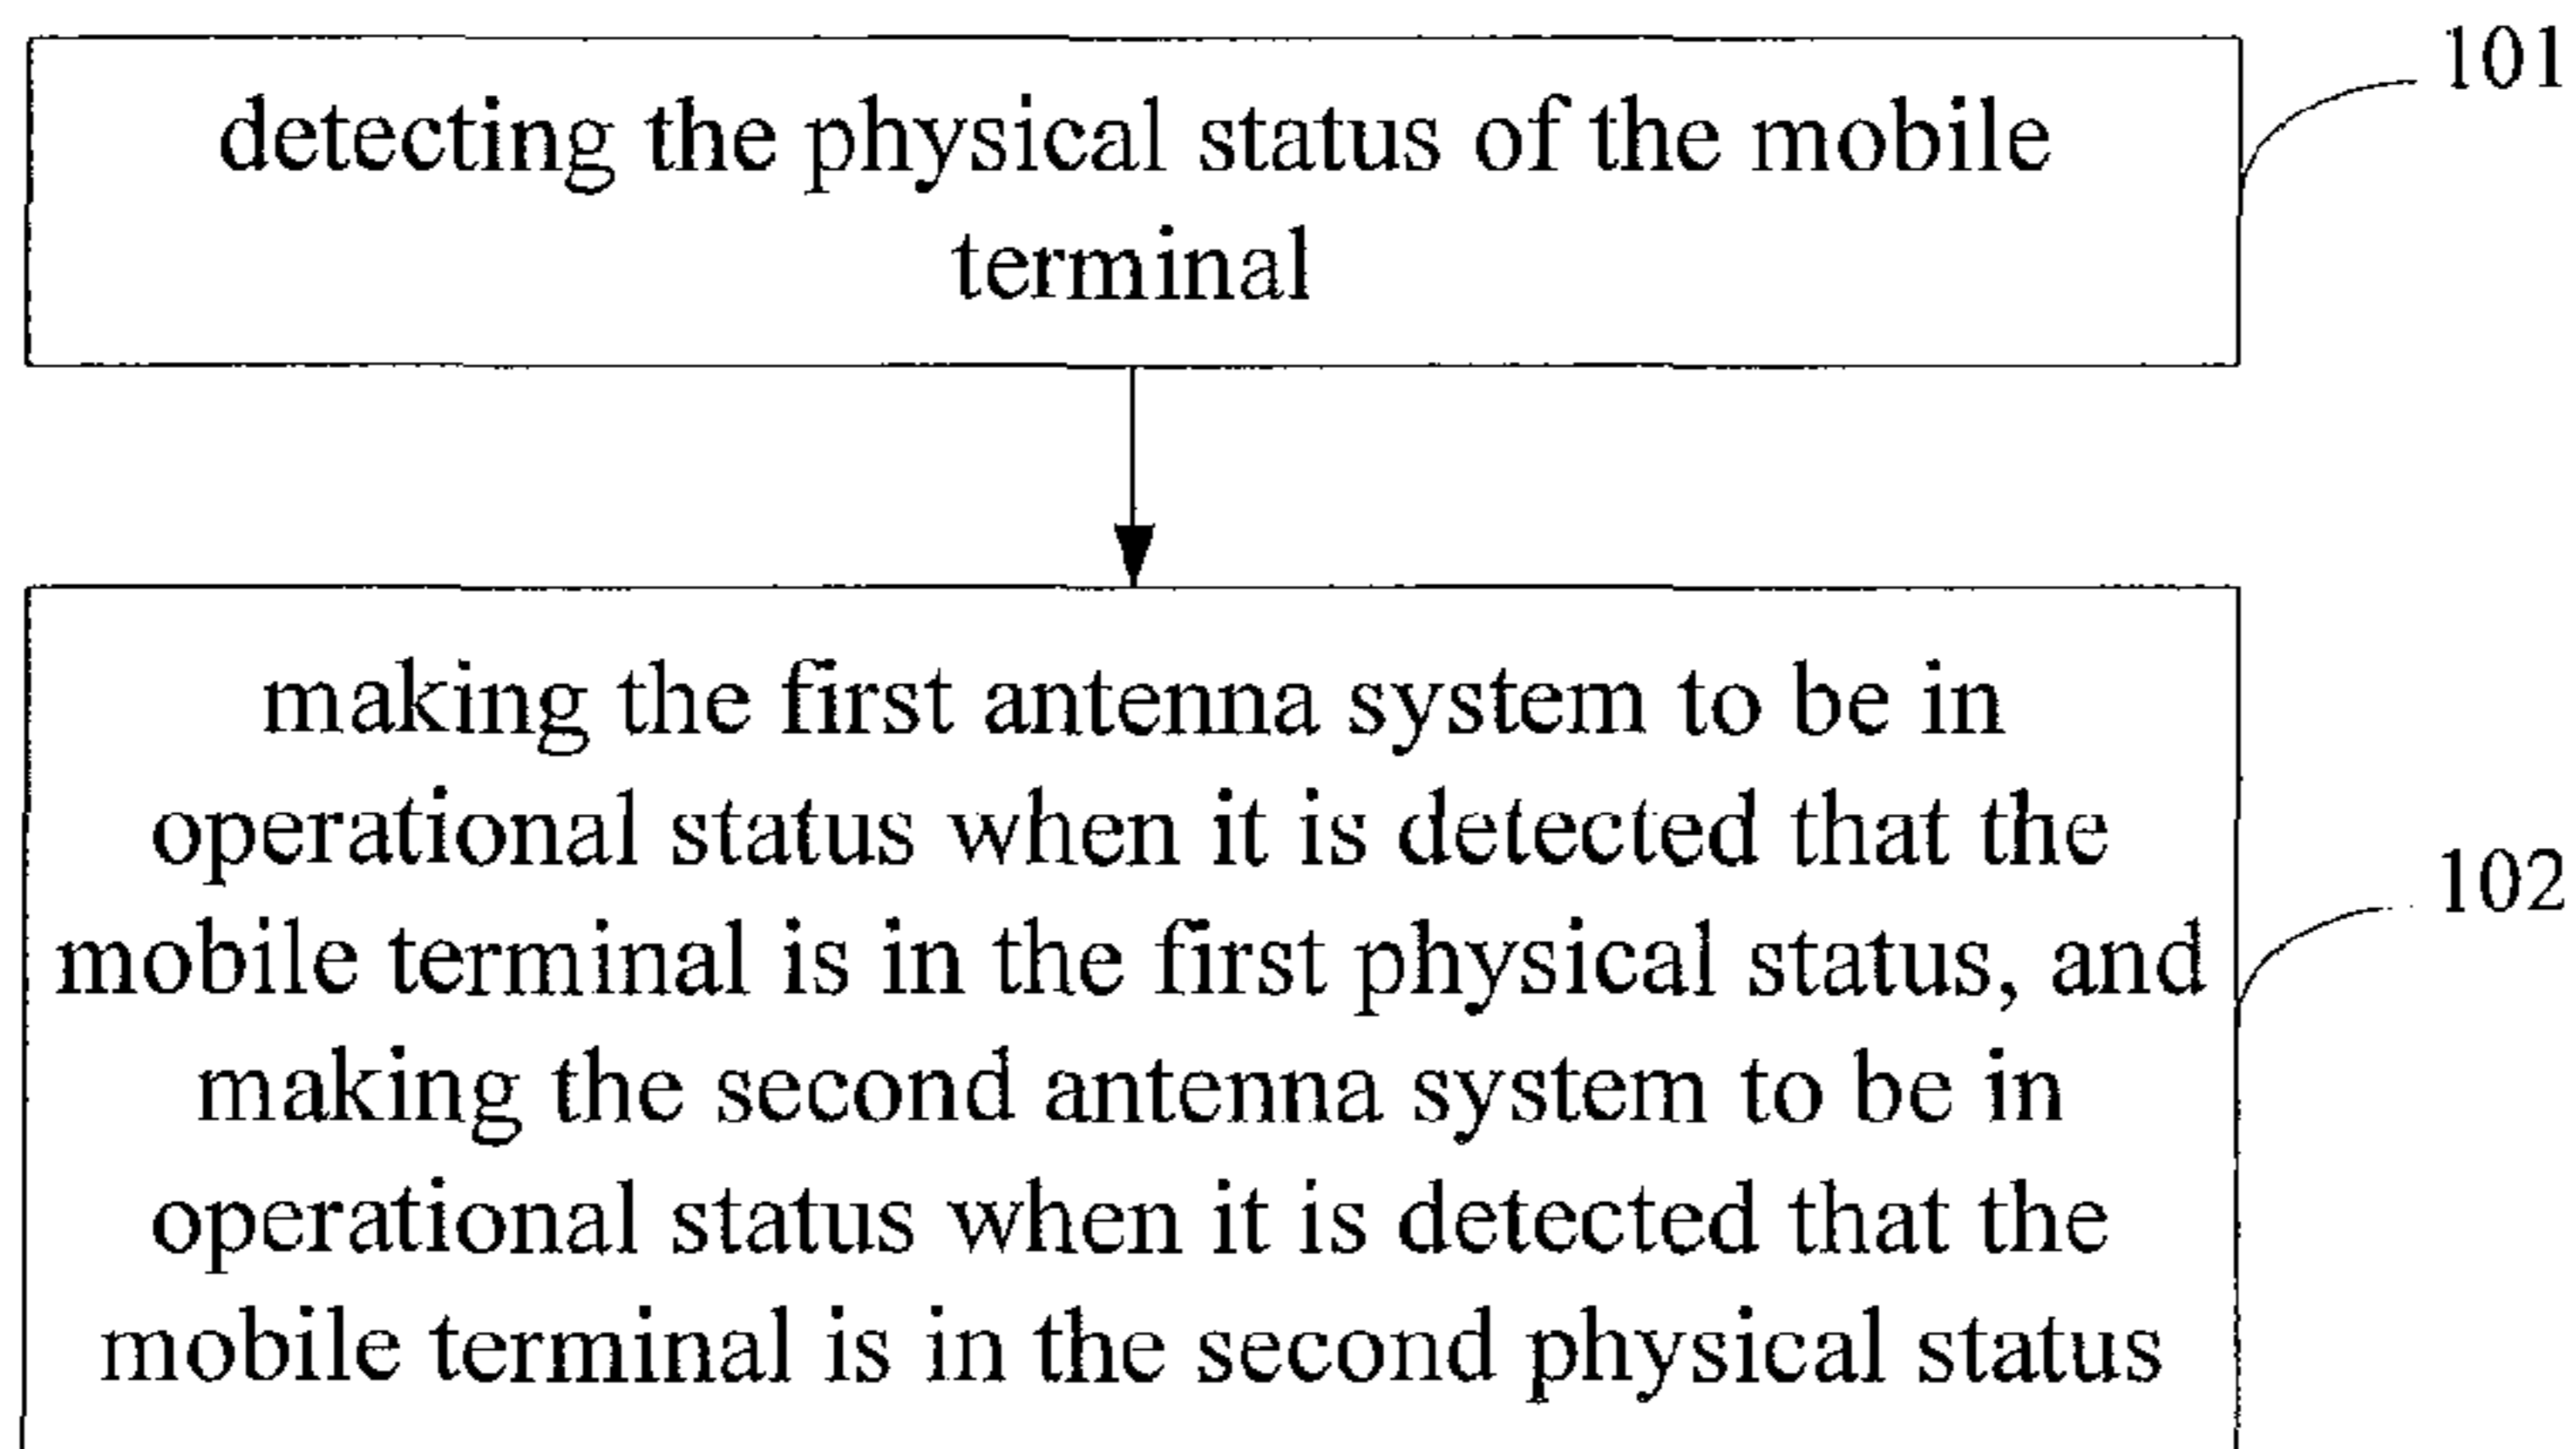 101
detecting the physical status of the mobile
terminal
making the first antenna system to be in
operational status when it is detected that the
mobile terminal is in the first physical status, and
making the second antenna system to be in
operational status when it is detected that the
mobile terminal is in the second physical status
102